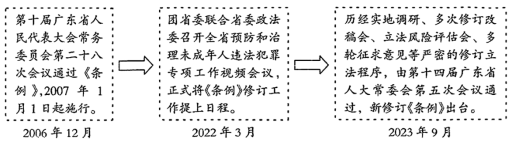 第十届广东省人
民代表大会常务
委员会第二十八
次会议通过《条
例》,2007 年 1
月1日起施行。
2006 年 12 月
团省委联合省委政法
委召开全省预防和治
理未成年人违法犯罪
专项工作视频会议，
正式将《条例》修订工
作提上日程。
2022 年 3 月
历经实地调研、多次修订改
稿会、立法风险评估会、多
轮征求意见等严密的修订立
法程序，由第十四届广东省
人大常委会第五次会议通
过，新修订《条例》出台。
2023 年 9 月